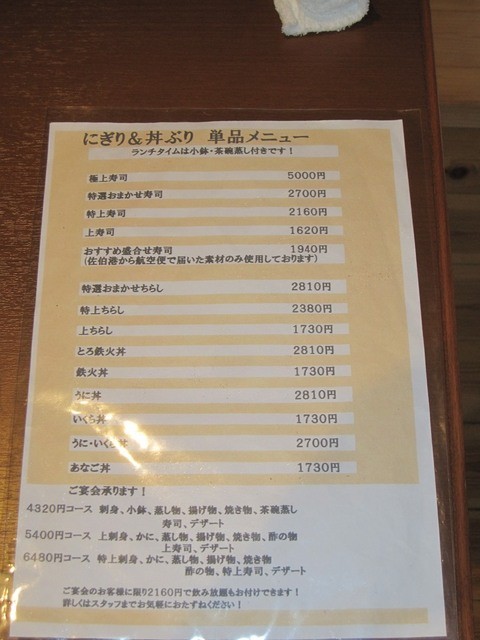 にぎり&丼ぶり 単品メニュー
ランチタイムは小鉢・茶碗蒸し付きです！
極上寿司 5000円
特選おまかせ寿司 2700円
特上寿司 2160円
上寿司 1620円
おすすめ盛合せ寿司 1940円
(佐伯港から航空便で届いた素材のみ使用しております)
特選おまかせちらし 2810円
特上ちらし 2380円
上ちらし 1730円
とろ鉄火丼 2810円
鉄火丼 1730円
うに丼 2810円
いくら丼 1730円
うに・いくら丼 2700円
あなご丼 1730円
ご宴会承ります！
4320円コース 刺身、小鉢、蒸し物、揚げ物、焼き物、茶碗蒸し
寿司、デザート
5400円コース 上刺身、かに、蒸し物、揚げ物、焼き物、酢の物
上寿司、デザート
6480円コース 特上刺身、かに、蒸し物、揚げ物、焼き物
酢の物、特上寿司、デザート
ご宴会のお客様に限り2160円で飲み放題もお付けできます！
詳しくはスタッフまでお気軽におたずねください！